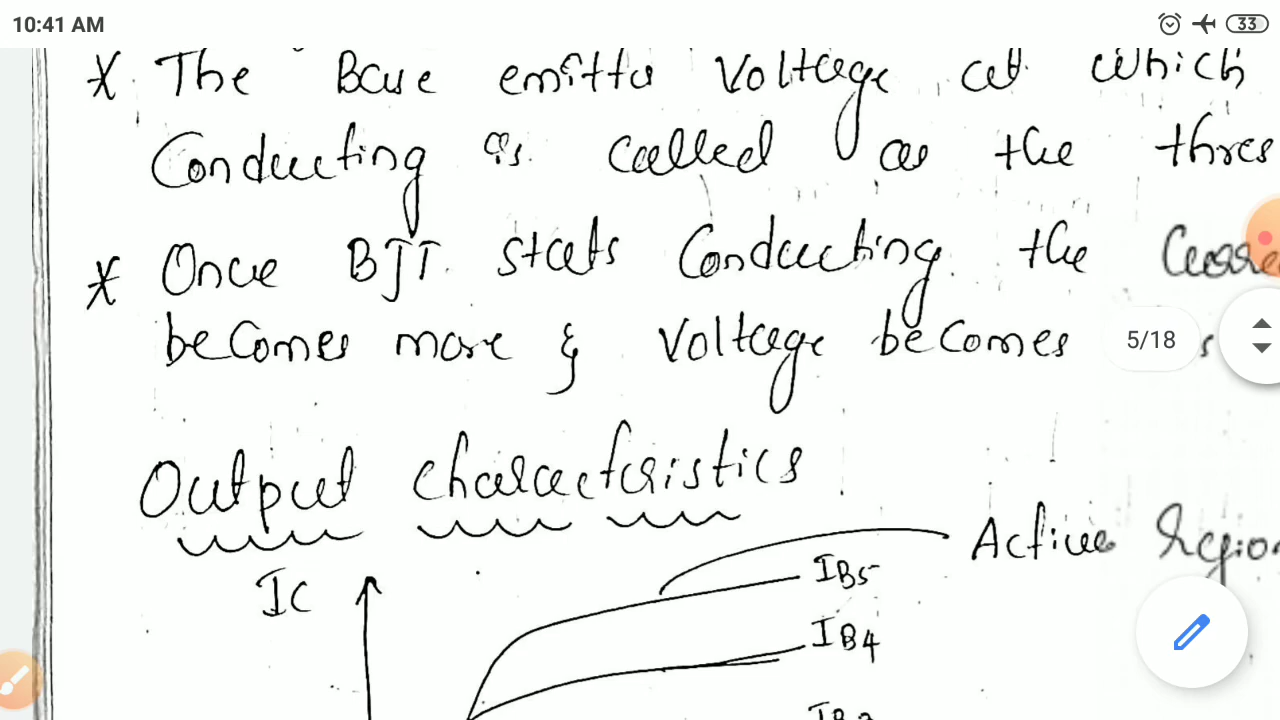 10:41 AM 33
* The Base emitter Voltage at which
Conducting is called as the thres
* Once BJT starts Conducting the Curre
becomes more & voltage becomes s
5/18
Output characteristics
Active Region
IC
IB5
IB4